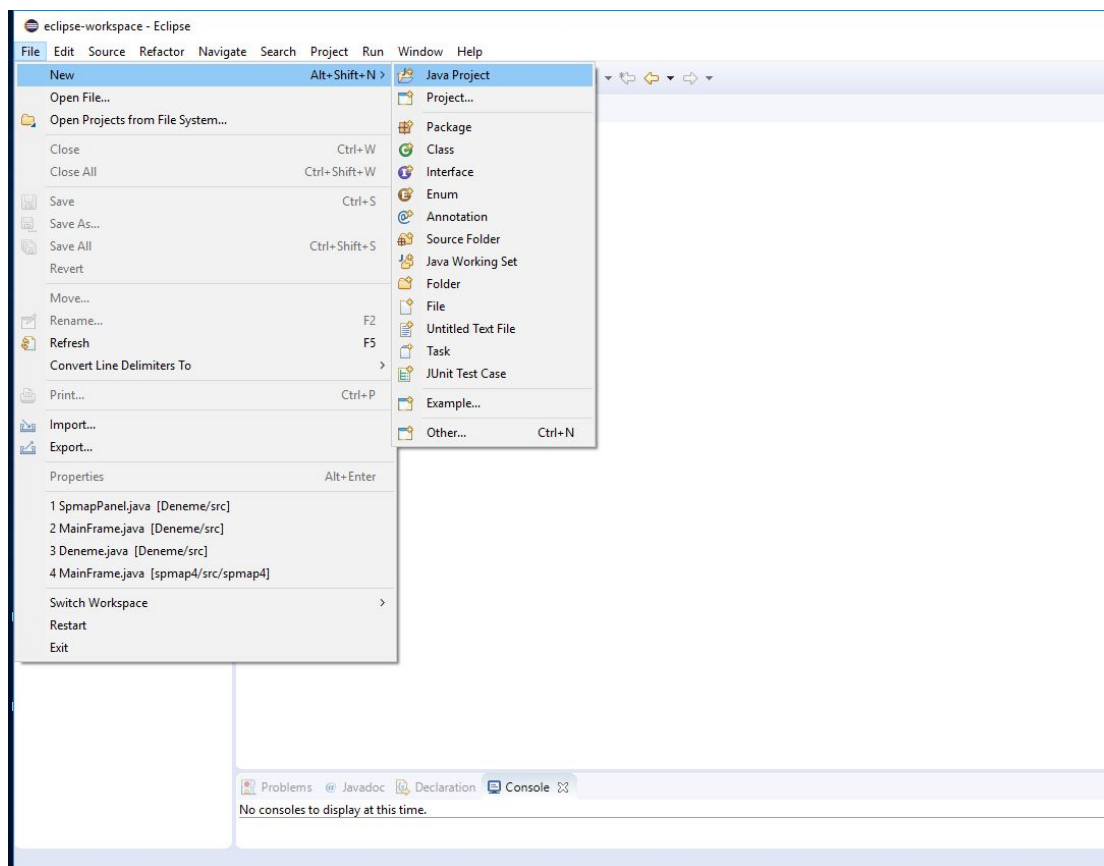 eclipse-workspace - Eclipse
File Edit Source Refactor Navigate Search Project Run Window Help
New Alt+Shift+N >
Open File...
Open Projects from File System...
Close Ctrl+W
Close All Ctrl+Shift+W
Save Ctrl+S
Save As...
Save All Ctrl+Shift+S
Revert
Move...
Rename... F2
Refresh F5
Convert Line Delimiters To >
Print... Ctrl+P
Import...
Export...
Properties Alt+Enter
1 SpmapPanel.java [Deneme/src]
2 MainFrame.java [Deneme/src]
3 Deneme.java [Deneme/src]
4 MainFrame.java [spmap4/src/spmap4]
Switch Workspace >
Restart
Exit
Java Project
Project...
Package
Class
Interface
Enum
Annotation
Source Folder
Java Working Set
Folder
File
Untitled Text File
Task
JUnit Test Case
Example...
Other... Ctrl+N
Problems @ Javadoc Declaration Console
No consoles to display at this time.